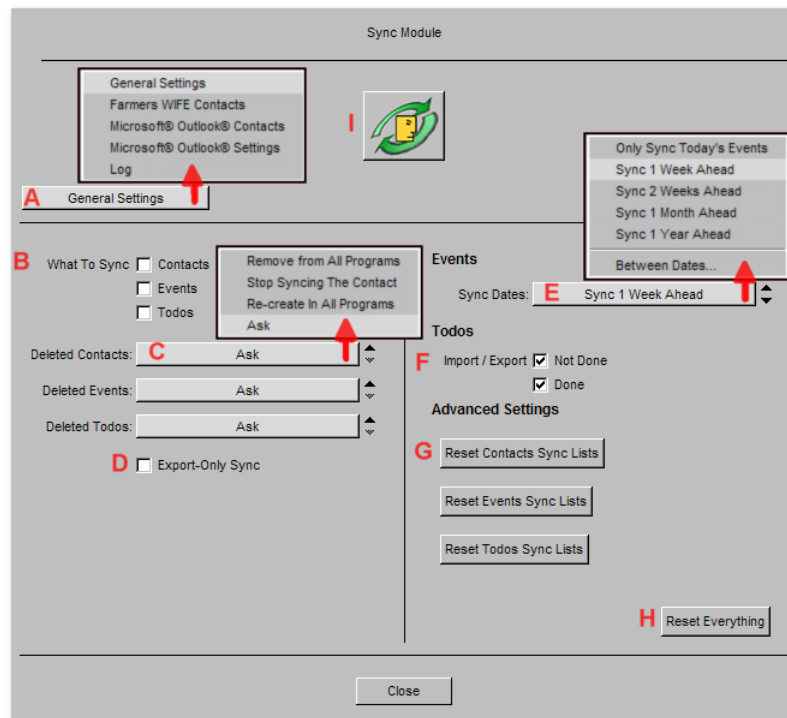 Sync Module
General Settings
Farmers WIFE Contacts
Microsoft® Outlook® Contacts
Microsoft® Outlook® Settings
Log
I
Only Sync Today's Events
Sync 1 Week Ahead
Sync 2 Weeks Ahead
Sync 1 Month Ahead
Sync 1 Year Ahead
Between Dates...
A General Settings
B What To Sync Contacts
Events
Todos
Remove from All Programs
Stop Syncing The Contact
Re-create In All Programs
Ask
Deleted Contacts: C Ask
Deleted Events: Ask
Deleted Todos: Ask
D Export-Only Sync
Events
Sync Dates: E Sync 1 Week Ahead
Todos
F Import / Export Not Done
Done
Advanced Settings
G Reset Contacts Sync Lists
Reset Events Sync Lists
Reset Todos Sync Lists
H Reset Everything
Close